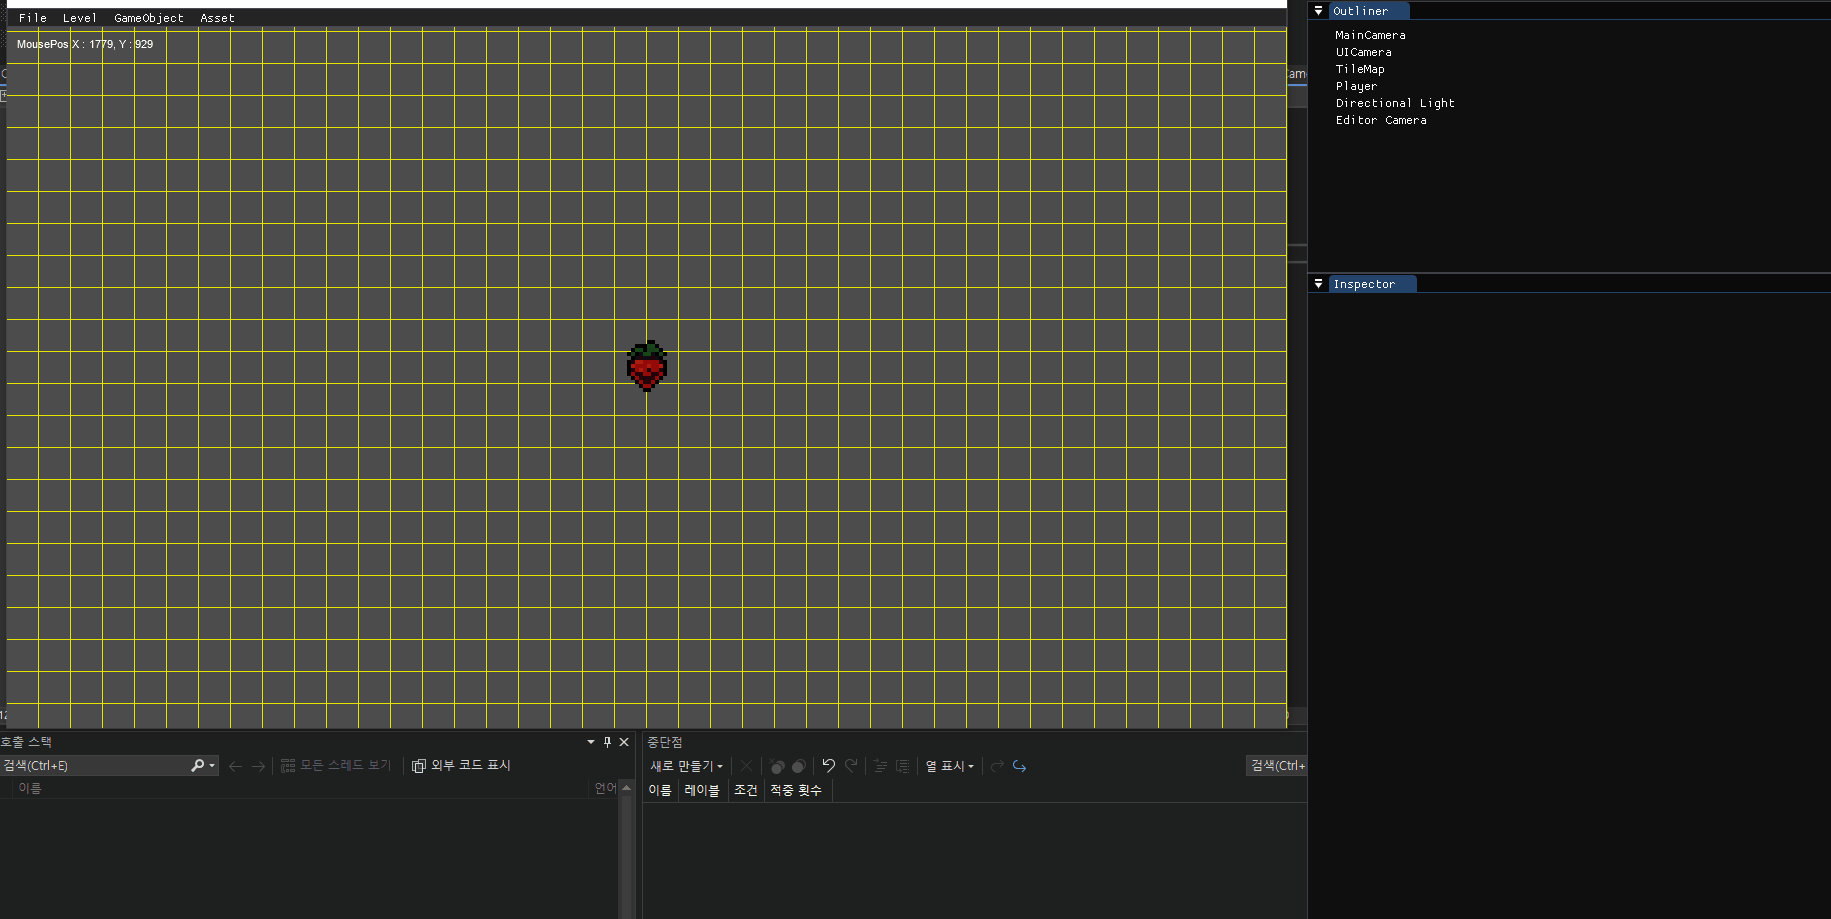 File Level GameObject Asset
MousePos X : 1779, Y : 929
Outliner
MainCamera
UICamera
TileMap
Player
Directional Light
Editor Camera
Inspector
호출 스택
검색(Ctrl+E)
모든 스레드 보기
외부 코드 표시
이름
언어
중단점
새로 만들기
열 표시
검색(Ctrl+
이름 레이블 조건 적중 횟수